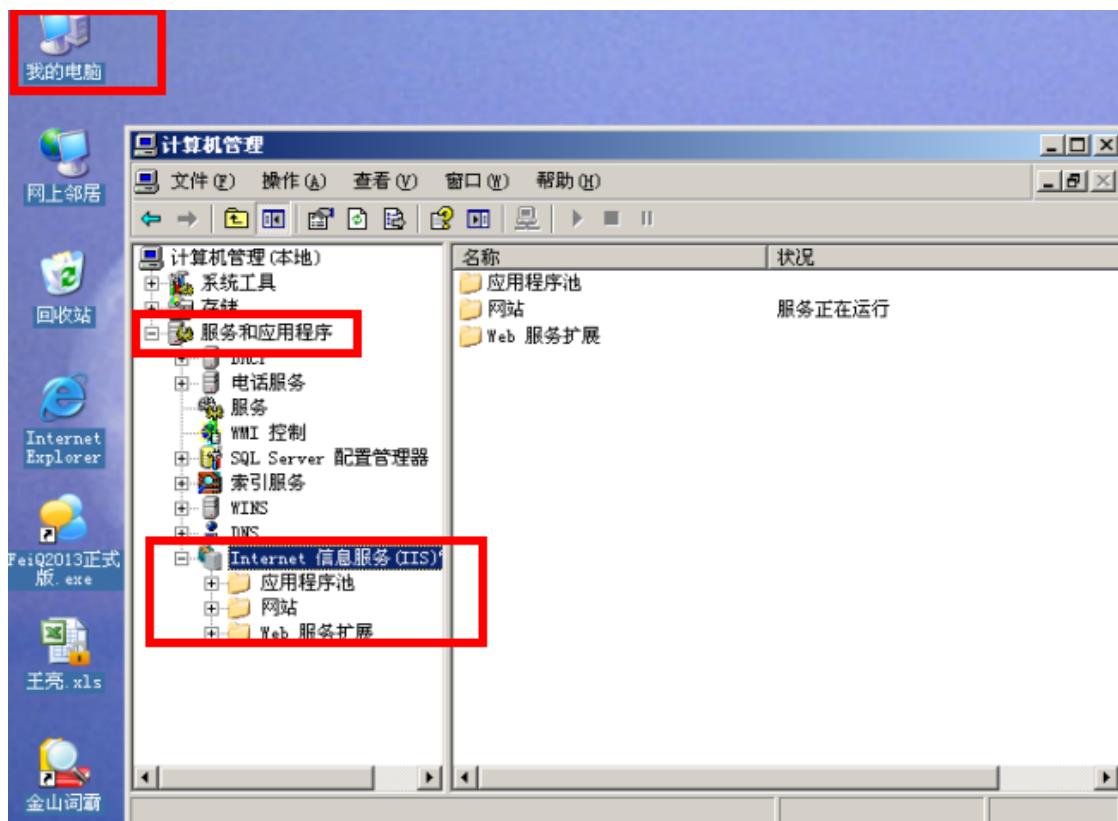 我的电脑
网上邻居
回收站
Internet
Explorer
FeiQ2013正式
版.exe
王亮.xls
金山词霸
计算机管理
文件(F) 操作(A) 查看(V) 窗口(W) 帮助(H)
计算机管理(本地)
系统工具
存储
服务和应用程序
DHCP
电话服务
服务
WMI 控制
SQL Server 配置管理器
索引服务
WINS
DNS
Internet 信息服务(IIS)
应用程序池
网站
Web 服务扩展
名称 状况
应用程序池
网站 服务正在运行
Web 服务扩展